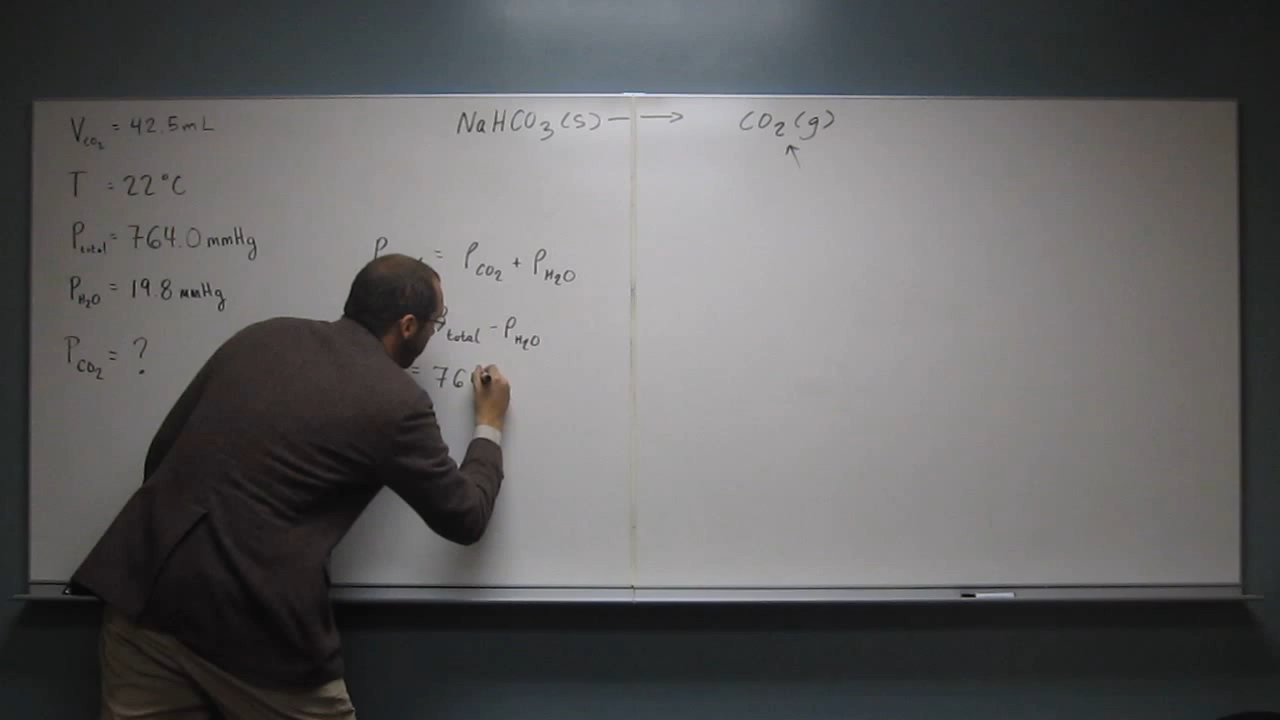 V_CO₂ = 42.5 mL
NaHCO₃(s) —→ CO₂(g)
T = 22°C
P_total = 764.0 mmHg
P = P_CO₂ + P_H₂O
P_H₂O = 19.8 mmHg
total - P_H₂O
P_CO₂ = ?
= 76